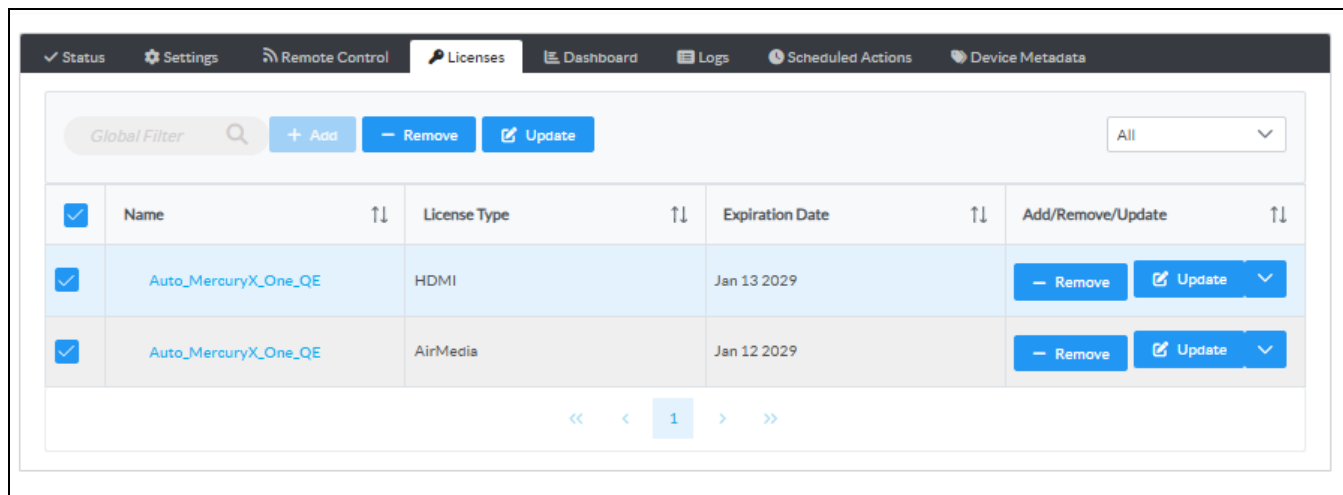 Status Settings Remote Control Licenses Dashboard Logs Scheduled Actions Device Metadata
Global Filter + Add − Remove Update All
Name License Type Expiration Date Add/Remove/Update
Auto_MercuryX_One_QE HDMI Jan 13 2029 − Remove Update
Auto_MercuryX_One_QE AirMedia Jan 12 2029 − Remove Update
« < 1 > »